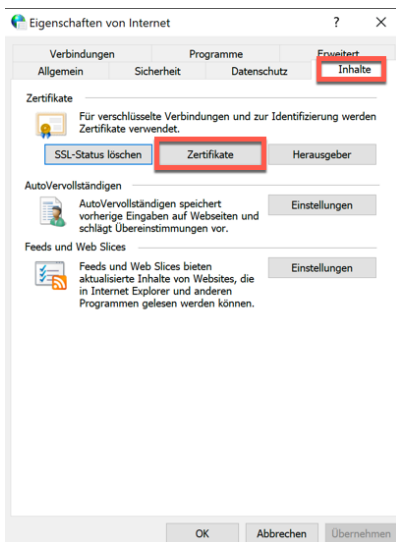 Eigenschaften von Internet
Verbindungen Programme Erweitert
Allgemein Sicherheit Datenschutz Inhalte
Zertifikate
Für verschlüsselte Verbindungen und zur Identifizierung werden
Zertifikate verwendet.
SSL-Status löschen Zertifikate Herausgeber
AutoVervollständigen
AutoVervollständigen speichert
vorherige Eingaben auf Webseiten und
schlägt Übereinstimmungen vor.
Einstellungen
Feeds und Web Slices
Feeds und Web Slices bieten
aktualisierte Inhalte von Websites, die
in Internet Explorer und anderen
Programmen gelesen werden können.
Einstellungen
OK Abbrechen Übernehmen